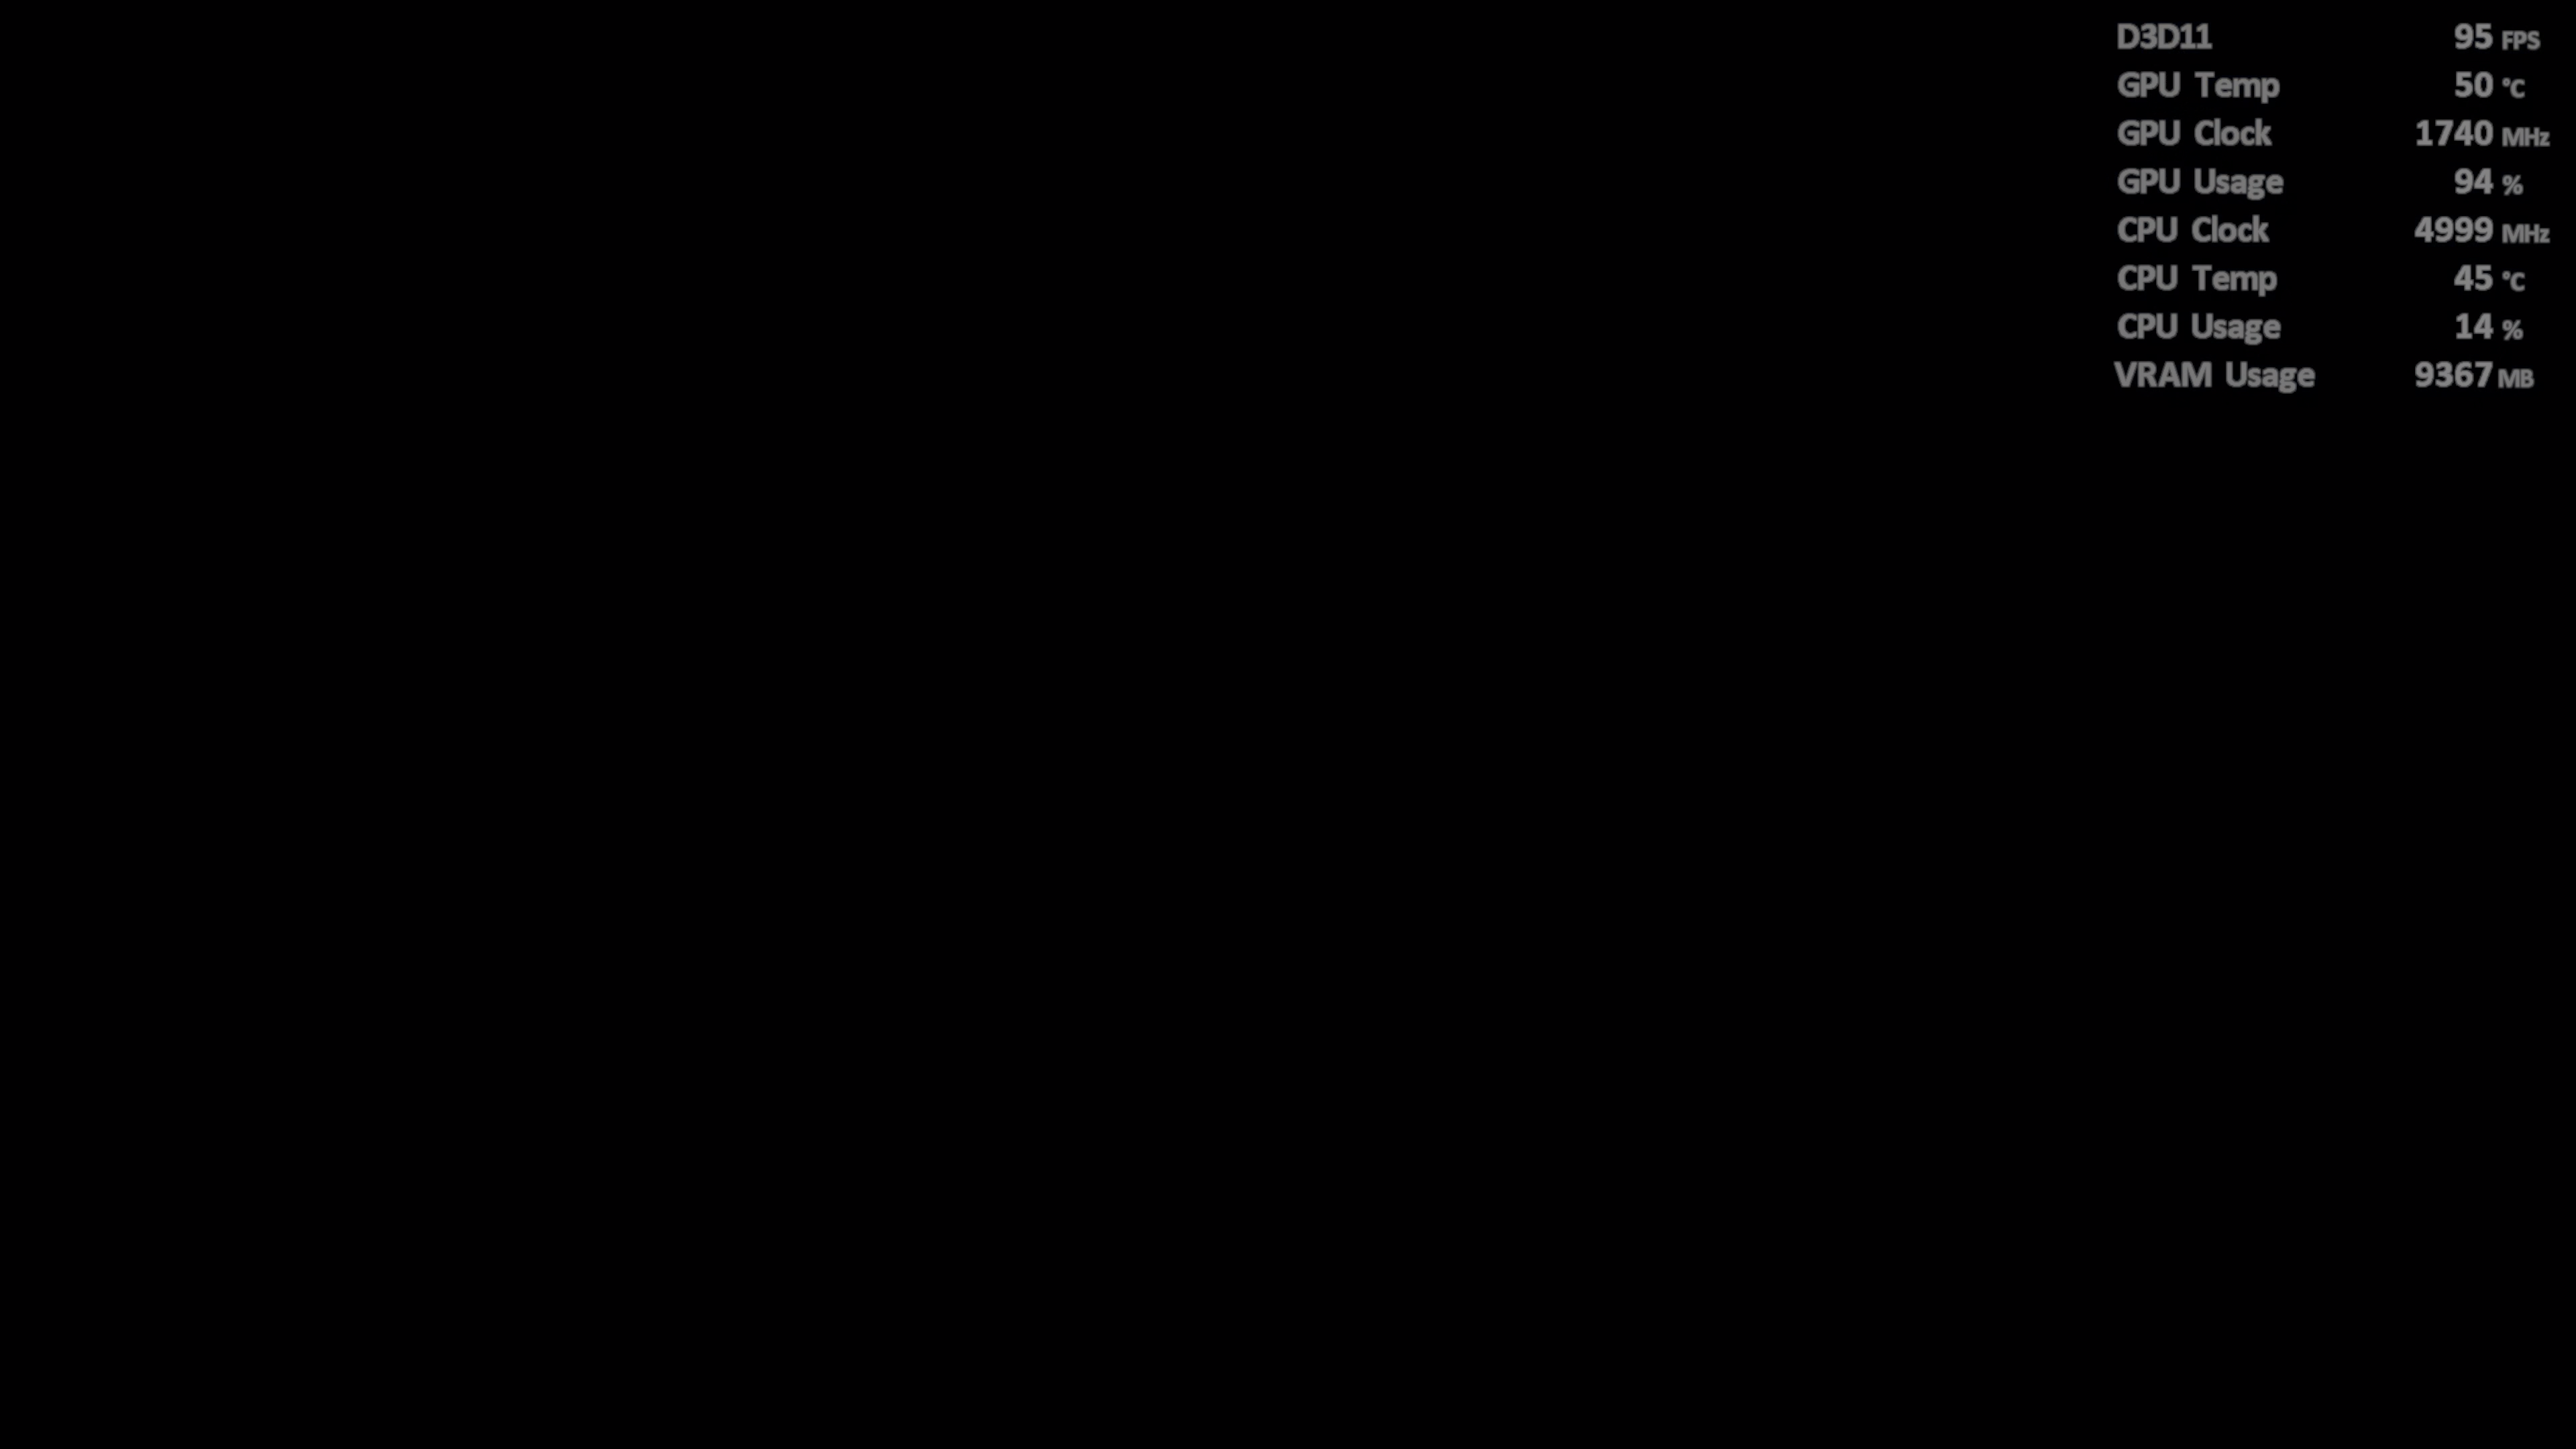 D3D11 95 FPS
GPU Temp 50 °C
GPU Clock 1740 MHz
GPU Usage 94 %
CPU Clock 4999 MHz
CPU Temp 45 °C
CPU Usage 14 %
VRAM Usage 9367 MB